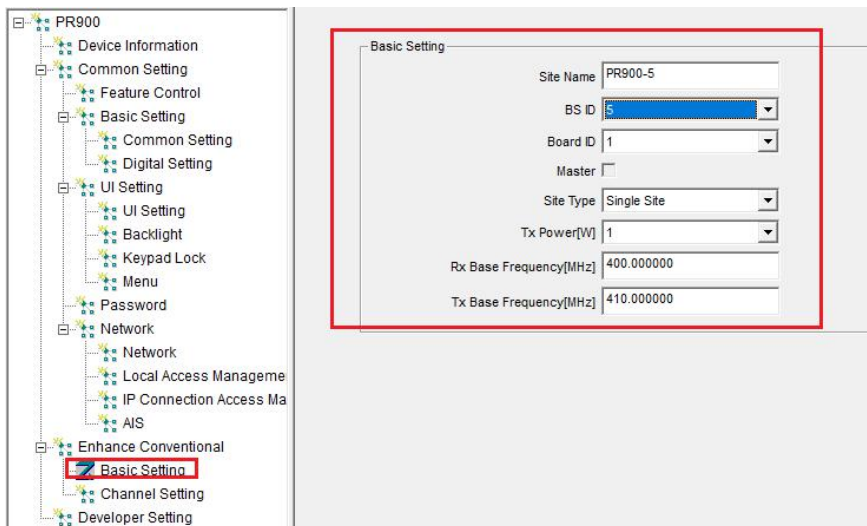 PR900
Device Information
Common Setting
Feature Control
Basic Setting
Common Setting
Digital Setting
UI Setting
UI Setting
Backlight
Keypad Lock
Menu
Password
Network
Network
Local Access Manageme
IP Connection Access Ma
AIS
Enhance Conventional
Basic Setting
Channel Setting
Developer Setting
Basic Setting
Site Name PR900-5
BS ID 5
Board ID 1
Master
Site Type Single Site
Tx Power[W] 1
Rx Base Frequency[MHz] 400.000000
Tx Base Frequency[MHz] 410.000000